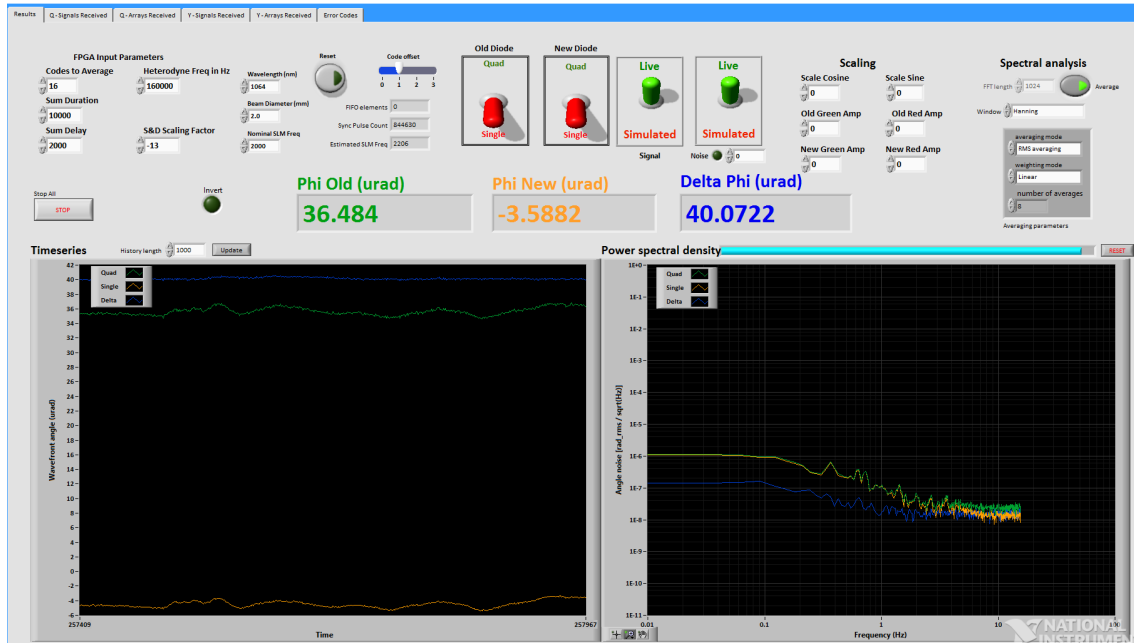 Results Q-Signals Received Q-Arrays Received Y-Signals Received Y-Arrays Received Error Codes
FPGA Input Parameters
Codes to Average
16
Heterodyne Freq in Hz
160000
Sum Duration
10000
Sum Delay
2000
S&D Scaling Factor
-13
Wavelength (nm)
1064
Beam Diameter (mm)
2.0
Nominal SLM Freq
2000
Reset
Code offset
0 1 2 3
FIFO elements 0
Sync Pulse Count 844630
Estimated SLM Freq 2206
Old Diode
Quad
Single
New Diode
Quad
Single
Live
Simulated
Signal
Live
Simulated
Noise 0
Scaling
Scale Cosine
0
Scale Sine
0
Old Green Amp
0
Old Red Amp
0
New Green Amp
0
New Red Amp
0
Spectral analysis
FFT length 1024 Average
Window Hanning
averaging mode
RMS averaging
weighting mode
Linear
number of averages
8
Averaging parameters
Stop All
STOP
Invert
Phi Old (urad)
36.484
Phi New (urad)
-3.5882
Delta Phi (urad)
40.0722
Timeseries
History length 1000 Update
Quad
Single
Delta
42
40
38
36
34
32
30
28
26
24
22
20
18
16
14
12
10
8
6
4
2
0
-2
-4
-6
Wavefront angle (urad)
257409 257967
Time
Power spectral density
RESET
Quad
Single
Delta
1E+0
1E-1
1E-2
1E-3
1E-4
1E-5
1E-6
1E-7
1E-8
1E-9
1E-10
1E-11
Angle noise [rad_rms / sqrt(Hz)]
0.01 0.1 1 10 100
Frequency (Hz)
NATIONAL
INSTRUMEN